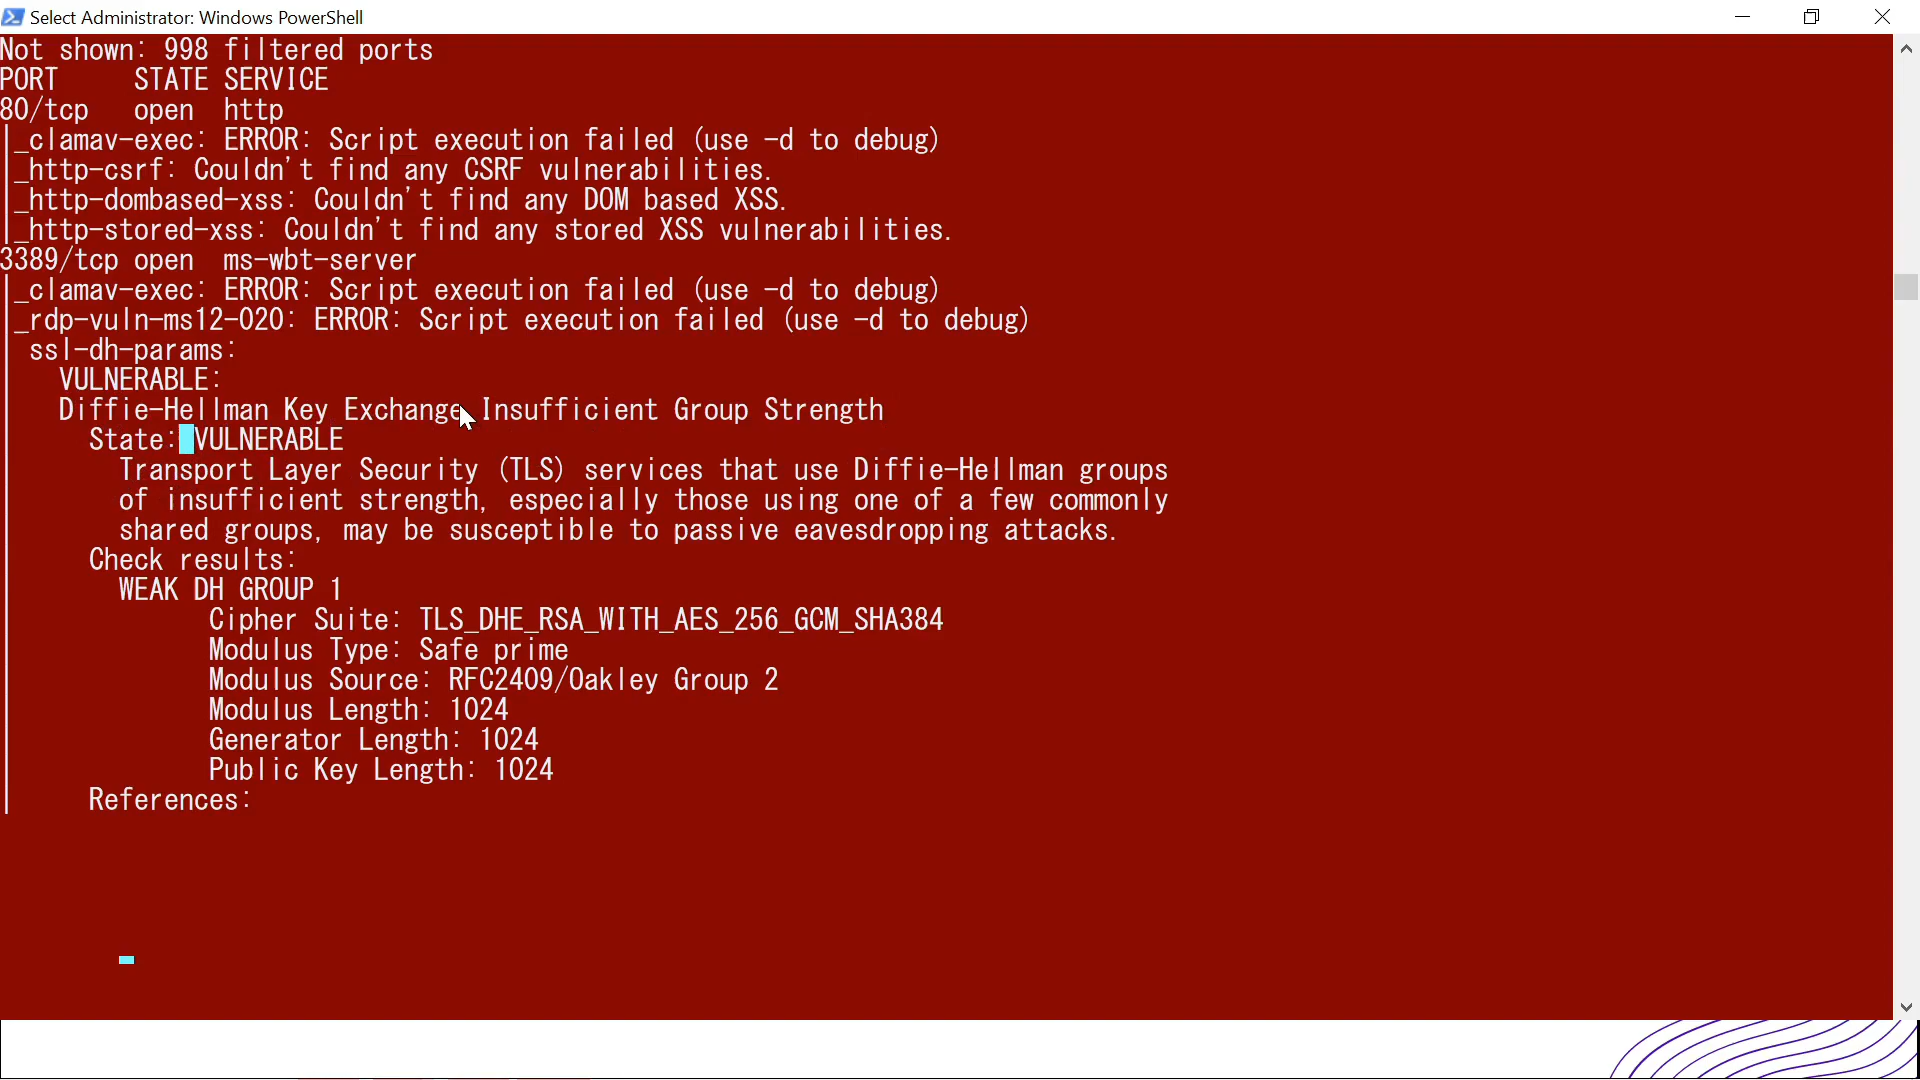 Select Administrator: Windows PowerShell
Not shown: 998 filtered ports
PORT     STATE SERVICE
80/tcp   open  http
|_clamav-exec: ERROR: Script execution failed (use -d to debug)
|_http-csrf: Couldn't find any CSRF vulnerabilities.
|_http-dombased-xss: Couldn't find any DOM based XSS.
|_http-stored-xss: Couldn't find any stored XSS vulnerabilities.
3389/tcp open  ms-wbt-server
|_clamav-exec: ERROR: Script execution failed (use -d to debug)
|_rdp-vuln-ms12-020: ERROR: Script execution failed (use -d to debug)
| ssl-dh-params:
|   VULNERABLE:
|   Diffie-Hellman Key Exchange Insufficient Group Strength
|     State: VULNERABLE
|       Transport Layer Security (TLS) services that use Diffie-Hellman groups
|       of insufficient strength, especially those using one of a few commonly
|       shared groups, may be susceptible to passive eavesdropping attacks.
|     Check results:
|       WEAK DH GROUP 1
|             Cipher Suite: TLS_DHE_RSA_WITH_AES_256_GCM_SHA384
|             Modulus Type: Safe prime
|             Modulus Source: RFC2409/Oakley Group 2
|             Modulus Length: 1024
|             Generator Length: 1024
|             Public Key Length: 1024
|     References: